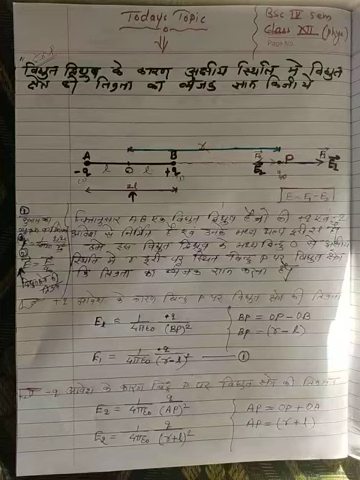 Todays Topic
Bsc IV Sem
Class XII (Phys)
विद्युत द्विध्रुव के कारण अक्षीय स्थिति में विद्युत
क्षेत्र की तिव्रता का व्यंजक ज्ञात किजीये
r
A B P
-q l O l +q E₂ E₁
2l
E = E₁ - E₂
चित्रानुसार A,B एक विद्युत द्विध्रुव है जो की +q व -q
आवेश से निर्मित है व उनके मध्य
हमें इस विद्युत द्विध्रुव के मध्य बिन्दु O से
स्थिति में r दूरी पर स्थित बिन्दु P पर विद्युत क्षेत्र
कि तिव्रता का व्यंजक ज्ञात करना है।
+q आवेश के कारण बिन्दु P पर विद्युत क्षेत्र की तिव्रता
E₁ = 1/4πε₀ +q/(BP)² BP = OP - OB
BP = (r - l)
E₁ = 1/4πε₀ +q/(r-l)² ①
-q आवेश के कारण बिन्दु P पर विद्युत क्षेत्र की तिव्रता
E₂ = 1/4πε₀ q/(AP)² AP = OP + OA
E₂ = 1/4πε₀ q/(r+l)² AP = (r + l)